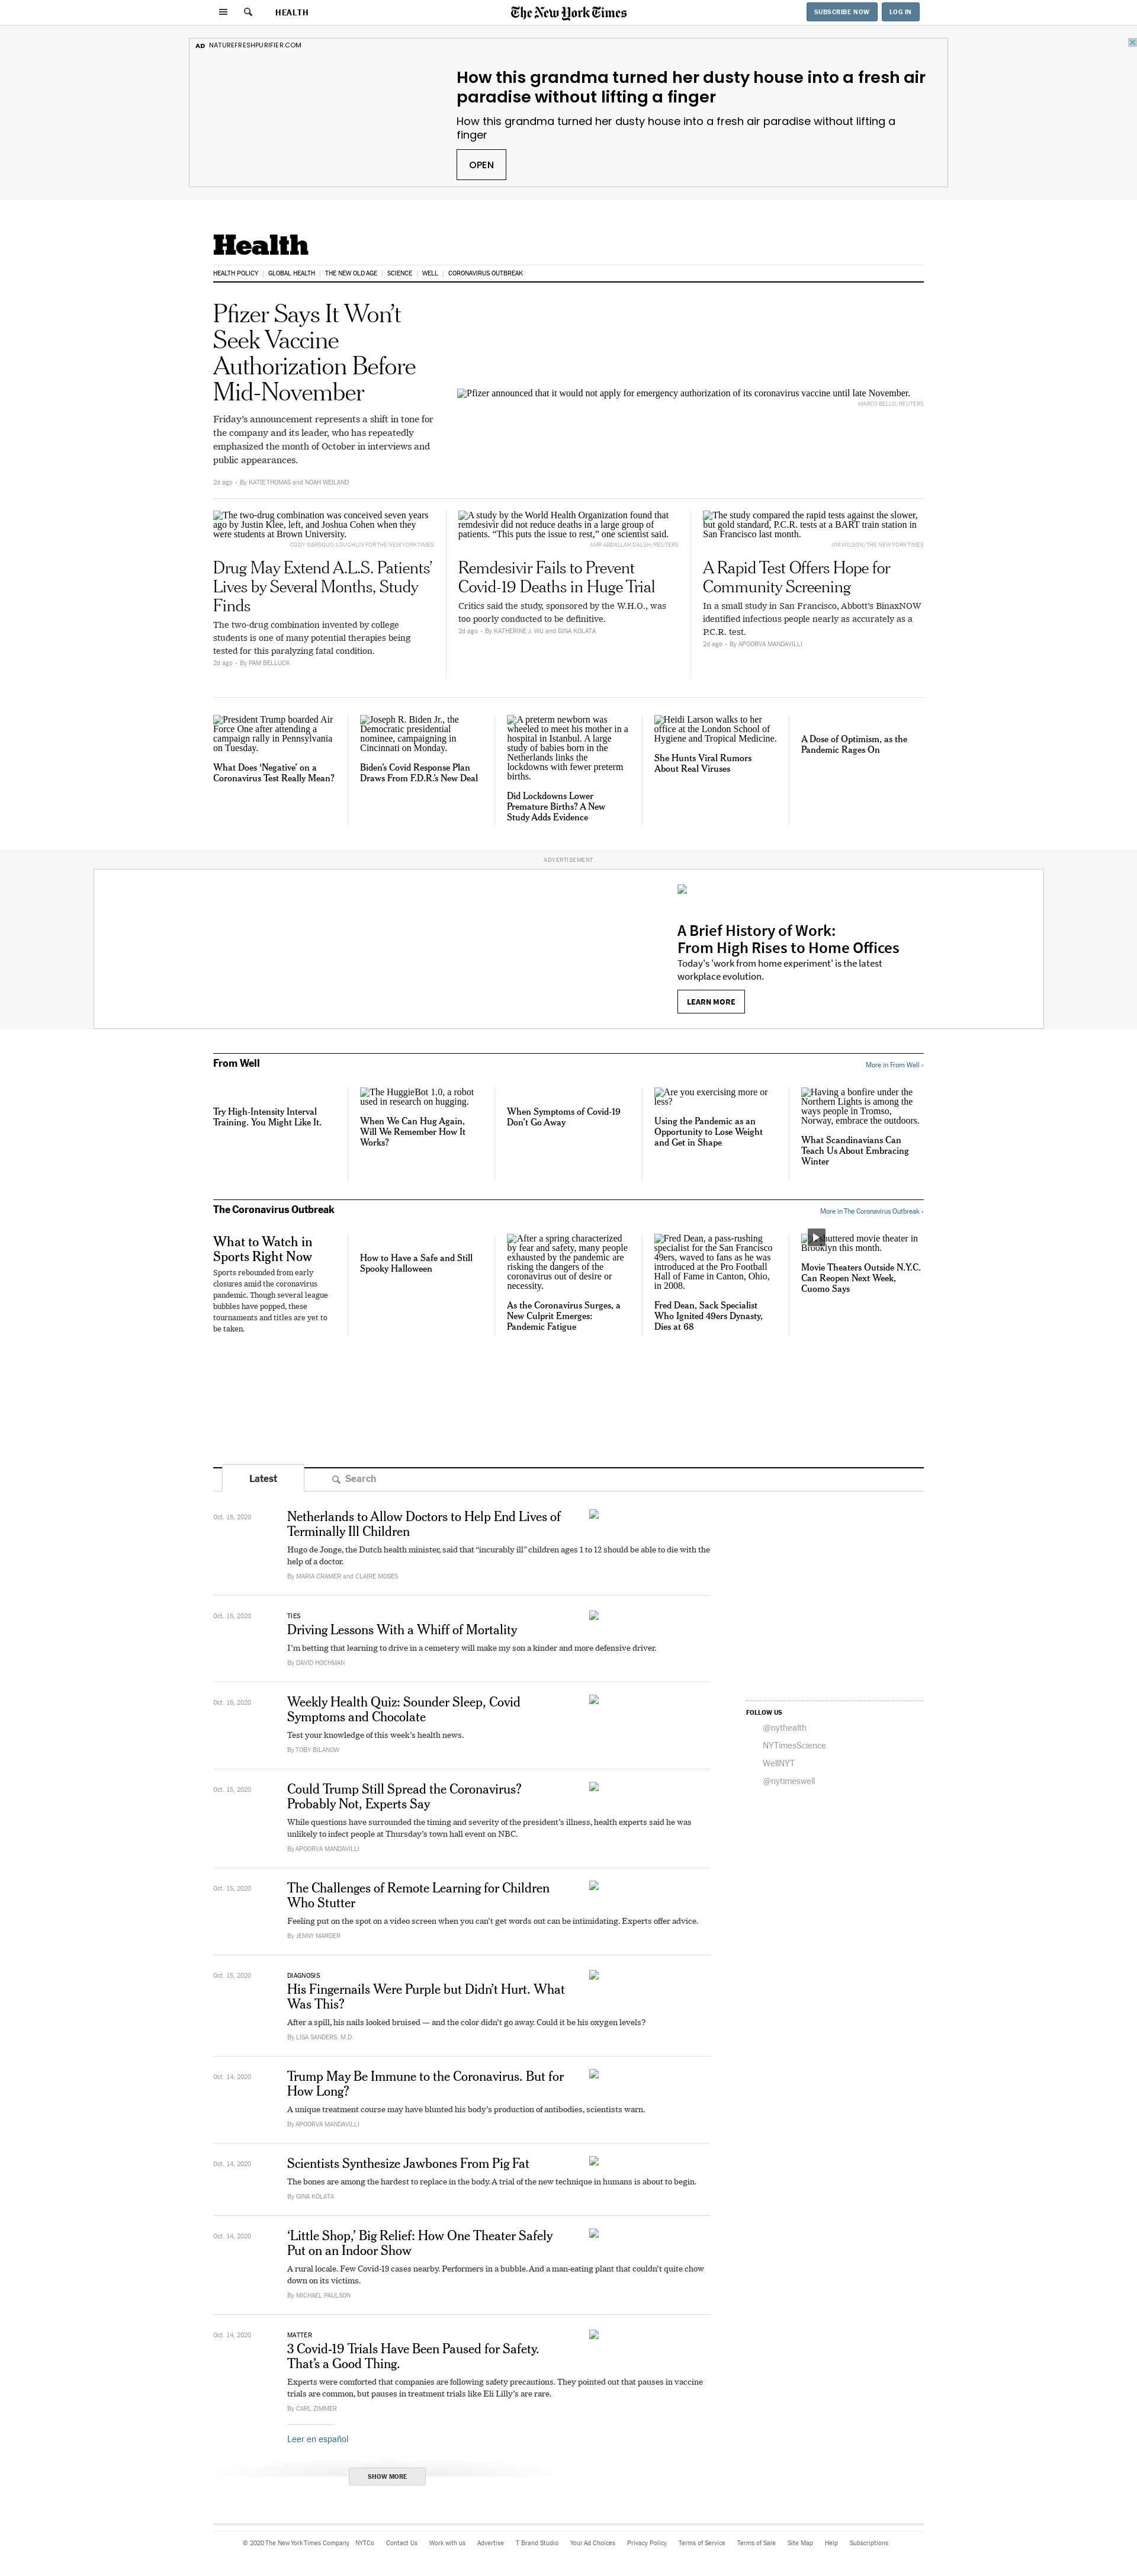 HEALTH
The New York Times
SUBSCRIBE NOW
LOG IN
AD NATUREFRESHPURIFIER.COM
How this grandma turned her dusty house into a fresh air
paradise without lifting a finger
How this grandma turned her dusty house into a fresh air paradise without lifting a
finger
OPEN
Health
HEALTH POLICY
GLOBAL HEALTH
THE NEW OLD AGE
SCIENCE
WELL
CORONAVIRUS OUTBREAK
Pfizer Says It Won’t
Seek Vaccine
Authorization Before
Mid-November
Friday’s announcement represents a shift in tone for
the company and its leader, who has repeatedly
emphasized the month of October in interviews and
public appearances.
2d ago • By KATIE THOMAS and NOAH WEILAND
Pfizer announced that it would not apply for emergency authorization of its coronavirus vaccine until late November.
MARCO BELLO/REUTERS
The two-drug combination was conceived seven years
ago by Justin Klee, left, and Joshua Cohen when they
were students at Brown University.
CODY O&RSQUO;LOUGHLIN FOR THE NEW YORK TIMES
Drug May Extend A.L.S. Patients’
Lives by Several Months, Study
Finds
The two-drug combination invented by college
students is one of many potential therapies being
tested for this paralyzing fatal condition.
2d ago • By PAM BELLUCK
A study by the World Health Organization found that
remdesivir did not reduce deaths in a large group of
patients. “This puts the issue to rest,” one scientist said.
AMR ABDALLAH DALSH/REUTERS
Remdesivir Fails to Prevent
Covid-19 Deaths in Huge Trial
Critics said the study, sponsored by the W.H.O., was
too poorly conducted to be definitive.
2d ago • By KATHERINE J. WU and GINA KOLATA
The study compared the rapid tests against the slower,
but gold standard, P.C.R. tests at a BART train station in
San Francisco last month.
JIM WILSON/THE NEW YORK TIMES
A Rapid Test Offers Hope for
Community Screening
In a small study in San Francisco, Abbott’s BinaxNOW
identified infectious people nearly as accurately as a
P.C.R. test.
2d ago • By APOORVA MANDAVILLI
President Trump boarded Air
Force One after attending a
campaign rally in Pennsylvania
on Tuesday.
What Does ‘Negative’ on a
Coronavirus Test Really Mean?
Joseph R. Biden Jr., the
Democratic presidential
nominee, campaigning in
Cincinnati on Monday.
Biden’s Covid Response Plan
Draws From F.D.R.’s New Deal
A preterm newborn was
wheeled to meet his mother in a
hospital in Istanbul. A large
study of babies born in the
Netherlands links the
lockdowns with fewer preterm
births.
Did Lockdowns Lower
Premature Births? A New
Study Adds Evidence
Heidi Larson walks to her
office at the London School of
Hygiene and Tropical Medicine.
She Hunts Viral Rumors
About Real Viruses
A Dose of Optimism, as the
Pandemic Rages On
ADVERTISEMENT
A Brief History of Work:
From High Rises to Home Offices
Today's 'work from home experiment' is the latest
workplace evolution.
LEARN MORE
From Well
More in From Well ›
Try High-Intensity Interval
Training. You Might Like It.
The HuggieBot 1.0, a robot
used in research on hugging.
When We Can Hug Again,
Will We Remember How It
Works?
When Symptoms of Covid-19
Don’t Go Away
Are you exercising more or
less?
Using the Pandemic as an
Opportunity to Lose Weight
and Get in Shape
Having a bonfire under the
Northern Lights is among the
ways people in Tromso,
Norway, embrace the outdoors.
What Scandinavians Can
Teach Us About Embracing
Winter
The Coronavirus Outbreak
More in The Coronavirus Outbreak ›
What to Watch in
Sports Right Now
Sports rebounded from early
closures amid the coronavirus
pandemic. Though several league
bubbles have popped, these
tournaments and titles are yet to
be taken.
How to Have a Safe and Still
Spooky Halloween
After a spring characterized
by fear and safety, many people
exhausted by the pandemic are
risking the dangers of the
coronavirus out of desire or
necessity.
As the Coronavirus Surges, a
New Culprit Emerges:
Pandemic Fatigue
Fred Dean, a pass-rushing
specialist for the San Francisco
49ers, waved to fans as he was
introduced at the Pro Football
Hall of Fame in Canton, Ohio,
in 2008.
Fred Dean, Sack Specialist
Who Ignited 49ers Dynasty,
Dies at 68
shuttered movie theater in
Brooklyn this month.
Movie Theaters Outside N.Y.C.
Can Reopen Next Week,
Cuomo Says
Latest
Search
Oct. 16, 2020
Netherlands to Allow Doctors to Help End Lives of
Terminally Ill Children
Hugo de Jonge, the Dutch health minister, said that “incurably ill” children ages 1 to 12 should be able to die with the
help of a doctor.
By MARIA CRAMER and CLAIRE MOSES
Oct. 16, 2020
TIES
Driving Lessons With a Whiff of Mortality
I’m betting that learning to drive in a cemetery will make my son a kinder and more defensive driver.
By DAVID HOCHMAN
Oct. 16, 2020
Weekly Health Quiz: Sounder Sleep, Covid
Symptoms and Chocolate
Test your knowledge of this week’s health news.
By TOBY BILANOW
FOLLOW US
@nythealth
NYTimesScience
WellNYT
@nytimeswell
Oct. 15, 2020
Could Trump Still Spread the Coronavirus?
Probably Not, Experts Say
While questions have surrounded the timing and severity of the president’s illness, health experts said he was
unlikely to infect people at Thursday’s town hall event on NBC.
By APOORVA MANDAVILLI
Oct. 15, 2020
The Challenges of Remote Learning for Children
Who Stutter
Feeling put on the spot on a video screen when you can’t get words out can be intimidating. Experts offer advice.
By JENNY MARDER
Oct. 15, 2020
DIAGNOSIS
His Fingernails Were Purple but Didn’t Hurt. What
Was This?
After a spill, his nails looked bruised — and the color didn’t go away. Could it be his oxygen levels?
By LISA SANDERS, M.D.
Oct. 14, 2020
Trump May Be Immune to the Coronavirus. But for
How Long?
A unique treatment course may have blunted his body’s production of antibodies, scientists warn.
By APOORVA MANDAVILLI
Oct. 14, 2020
Scientists Synthesize Jawbones From Pig Fat
The bones are among the hardest to replace in the body. A trial of the new technique in humans is about to begin.
By GINA KOLATA
Oct. 14, 2020
‘Little Shop,’ Big Relief: How One Theater Safely
Put on an Indoor Show
A rural locale. Few Covid-19 cases nearby. Performers in a bubble. And a man-eating plant that couldn’t quite chow
down on its victims.
By MICHAEL PAULSON
Oct. 14, 2020
MATTER
3 Covid-19 Trials Have Been Paused for Safety.
That’s a Good Thing.
Experts were comforted that companies are following safety precautions. They pointed out that pauses in vaccine
trials are common, but pauses in treatment trials like Eli Lilly’s are rare.
By CARL ZIMMER
Leer en español
SHOW MORE
© 2020 The New York Times Company
NYTCo
Contact Us
Work with us
Advertise
T Brand Studio
Your Ad Choices
Privacy Policy
Terms of Service
Terms of Sale
Site Map
Help
Subscriptions